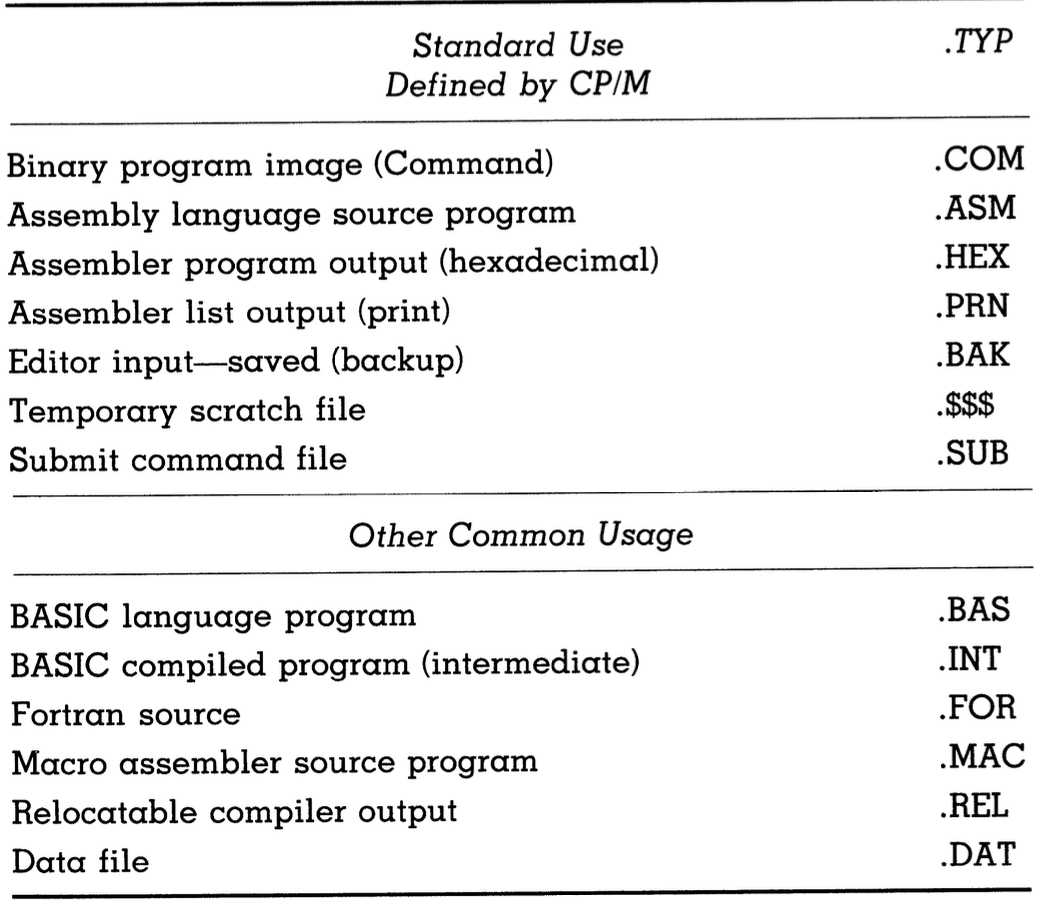 Standard Use .TYP
Defined by CP/M
Binary program image (Command) .COM
Assembly language source program .ASM
Assembler program output (hexadecimal) .HEX
Assembler list output (print) .PRN
Editor input—saved (backup) .BAK
Temporary scratch file .$$$
Submit command file .SUB
Other Common Usage
BASIC language program .BAS
BASIC compiled program (intermediate) .INT
Fortran source .FOR
Macro assembler source program .MAC
Relocatable compiler output .REL
Data file .DAT